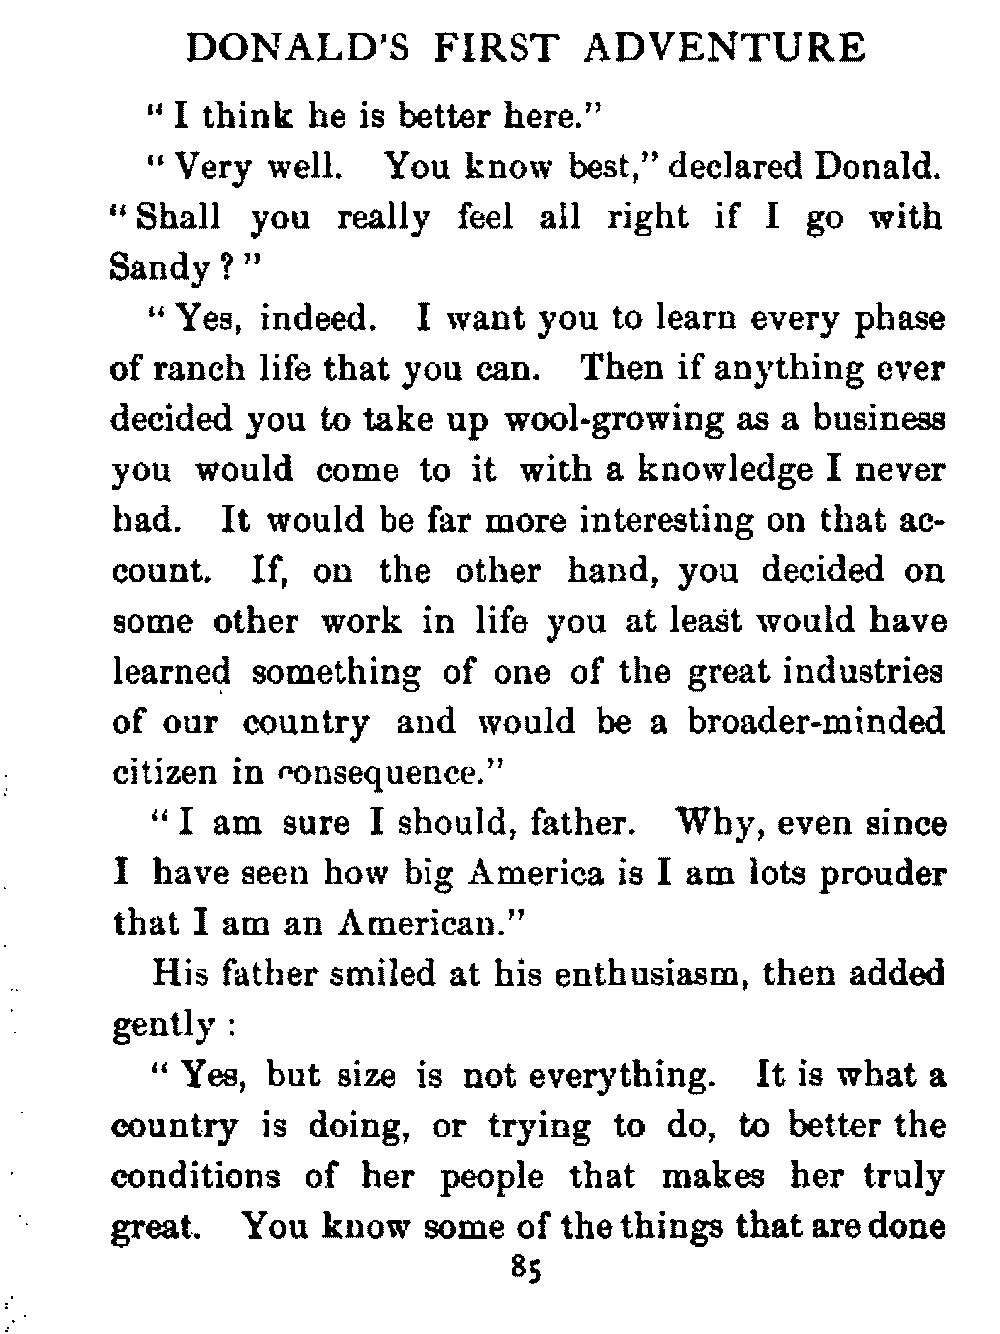 DONALD'S FIRST ADVENTURE
“ I think he is better here.”
“ Very well. You know best,” declared Donald.
“ Shall you really feel all right if I go with
Sandy ? ”
“ Yes, indeed. I want you to learn every phase
of ranch life that you can. Then if anything ever
decided you to take up wool-growing as a business
you would come to it with a knowledge I never
had. It would be far more interesting on that ac-
count. If, on the other hand, you decided on
some other work in life you at least would have
learned something of one of the great industries
of our country and would be a broader-minded
citizen in consequence.”
“ I am sure I should, father. Why, even since
I have seen how big America is I am lots prouder
that I am an American.”
His father smiled at his enthusiasm, then added
gently :
“ Yes, but size is not everything. It is what a
country is doing, or trying to do, to better the
conditions of her people that makes her truly
great. You know some of the things that are done
85